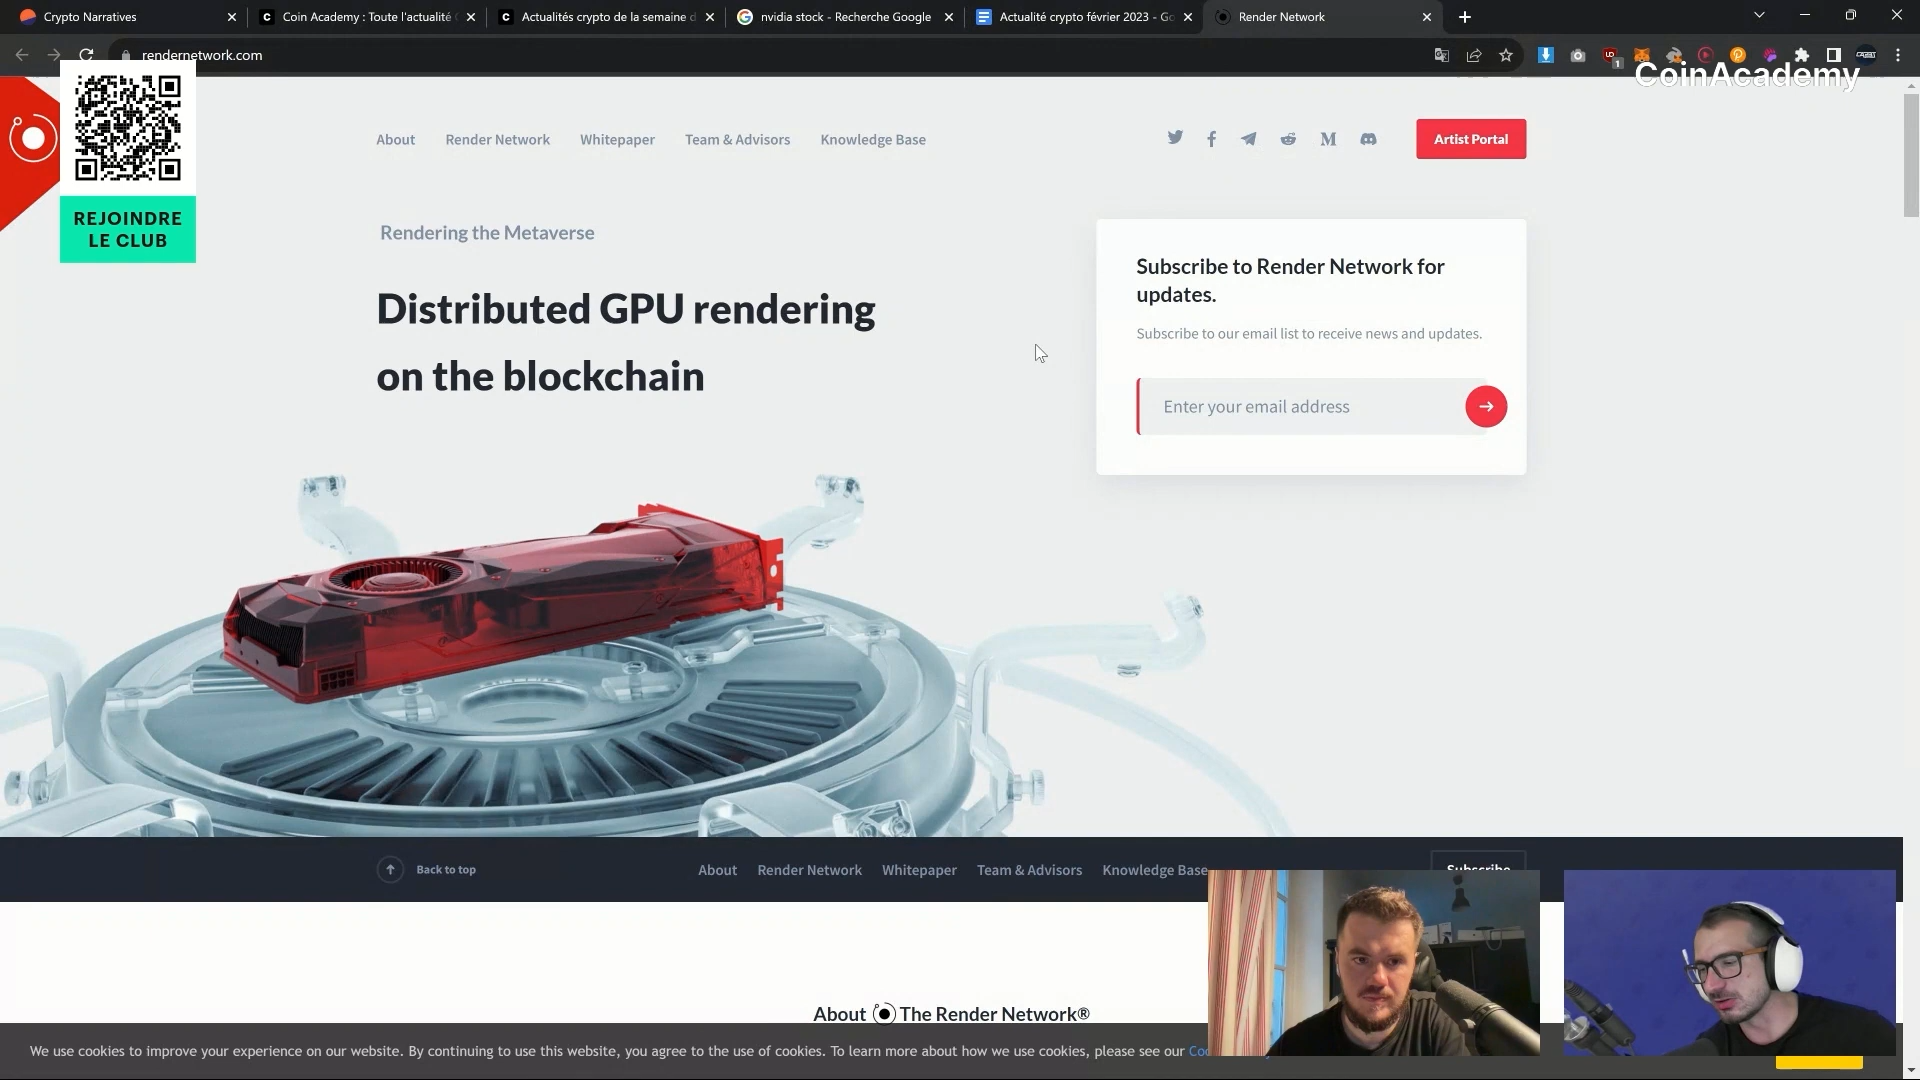 Crypto Narratives
Coin Academy : Toute l'actualité
Actualités crypto de la semaine d
nvidia stock - Recherche Google
Actualité crypto février 2023 - Go
Render Network
rendernetwork.com
1
CoinAcademy
About
Render Network
Whitepaper
Team & Advisors
Knowledge Base
Artist Portal
REJOINDRE
LE CLUB
Rendering the Metaverse
Distributed GPU rendering
on the blockchain
Subscribe to Render Network for
updates.
Subscribe to our email list to receive news and updates.
Enter your email address
Back to top
About
Render Network
Whitepaper
Team & Advisors
Knowledge Base
Subscribe
About The Render Network®
We use cookies to improve your experience on our website. By continuing to use this website, you agree to the use of cookies. To learn more about how we use cookies, please see our